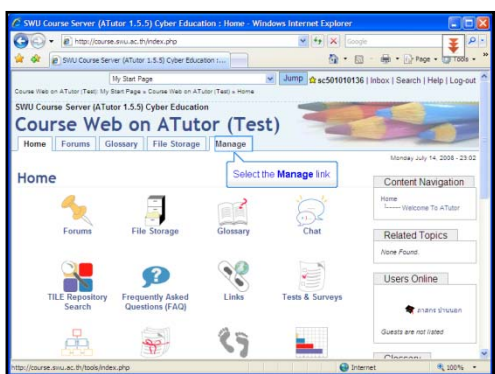 SWU Course Server (ATutor 1.5.5) Cyber Education : Home - Windows Internet Explorer
http://course.swu.ac.th/index.php
Google
SWU Course Server (ATutor 1.5.5) Cyber Education : ...
Page
Tools
My Start Page
Jump
sc501010136 | Inbox | Search | Help | Log-out
Course Web on ATutor (Test): My Start Page » Course Web on ATutor (Test) » Home
SWU Course Server (ATutor 1.5.5) Cyber Education
Course Web on ATutor (Test)
Home
Forums
Glossary
File Storage
Manage
Monday July 14, 2008 - 23:02
Select the Manage link
Home
Content Navigation
Home
Welcome To ATutor
Forums
File Storage
Glossary
Chat
Related Topics
None Found.
Users Online
TILE Repository Search
Frequently Asked Questions (FAQ)
Links
Tests & Surveys
Guests are not listed
Glossary
http://course.swu.ac.th/tools/index.php
Internet
100%